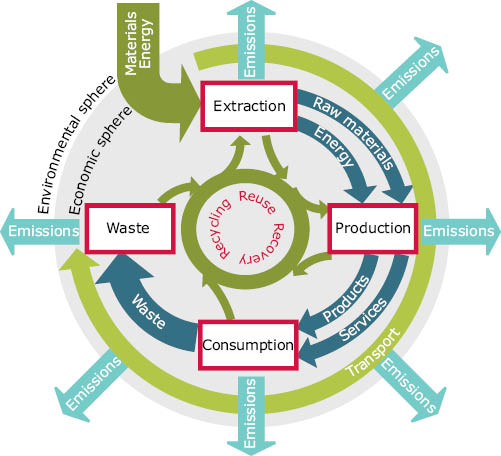 Materials
Energy
Emissions
Emissions
Environmental sphere
Economic sphere
Extraction
Raw materials
Energy
Recycling Reuse Recovery
Emissions
Waste
Production
Emissions
Waste
Products
Services
Consumption
Transport
Emissions
Emissions
Emissions